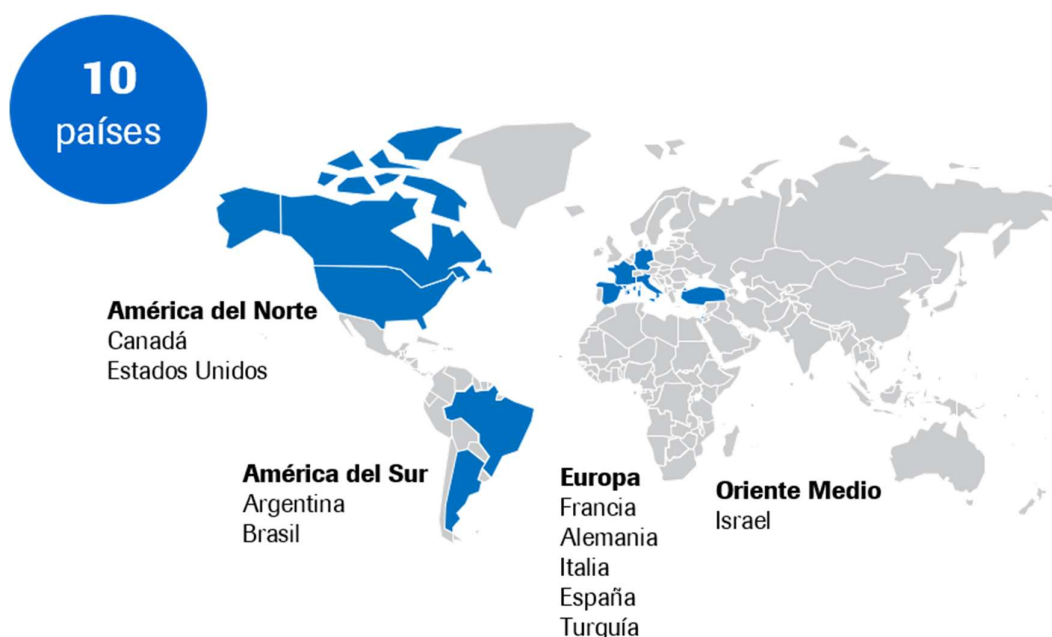 10
países
América del Norte
Canadá
Estados Unidos
América del Sur
Argentina
Brasil
Europa
Francia
Alemania
Italia
España
Turquía
Oriente Medio
Israel